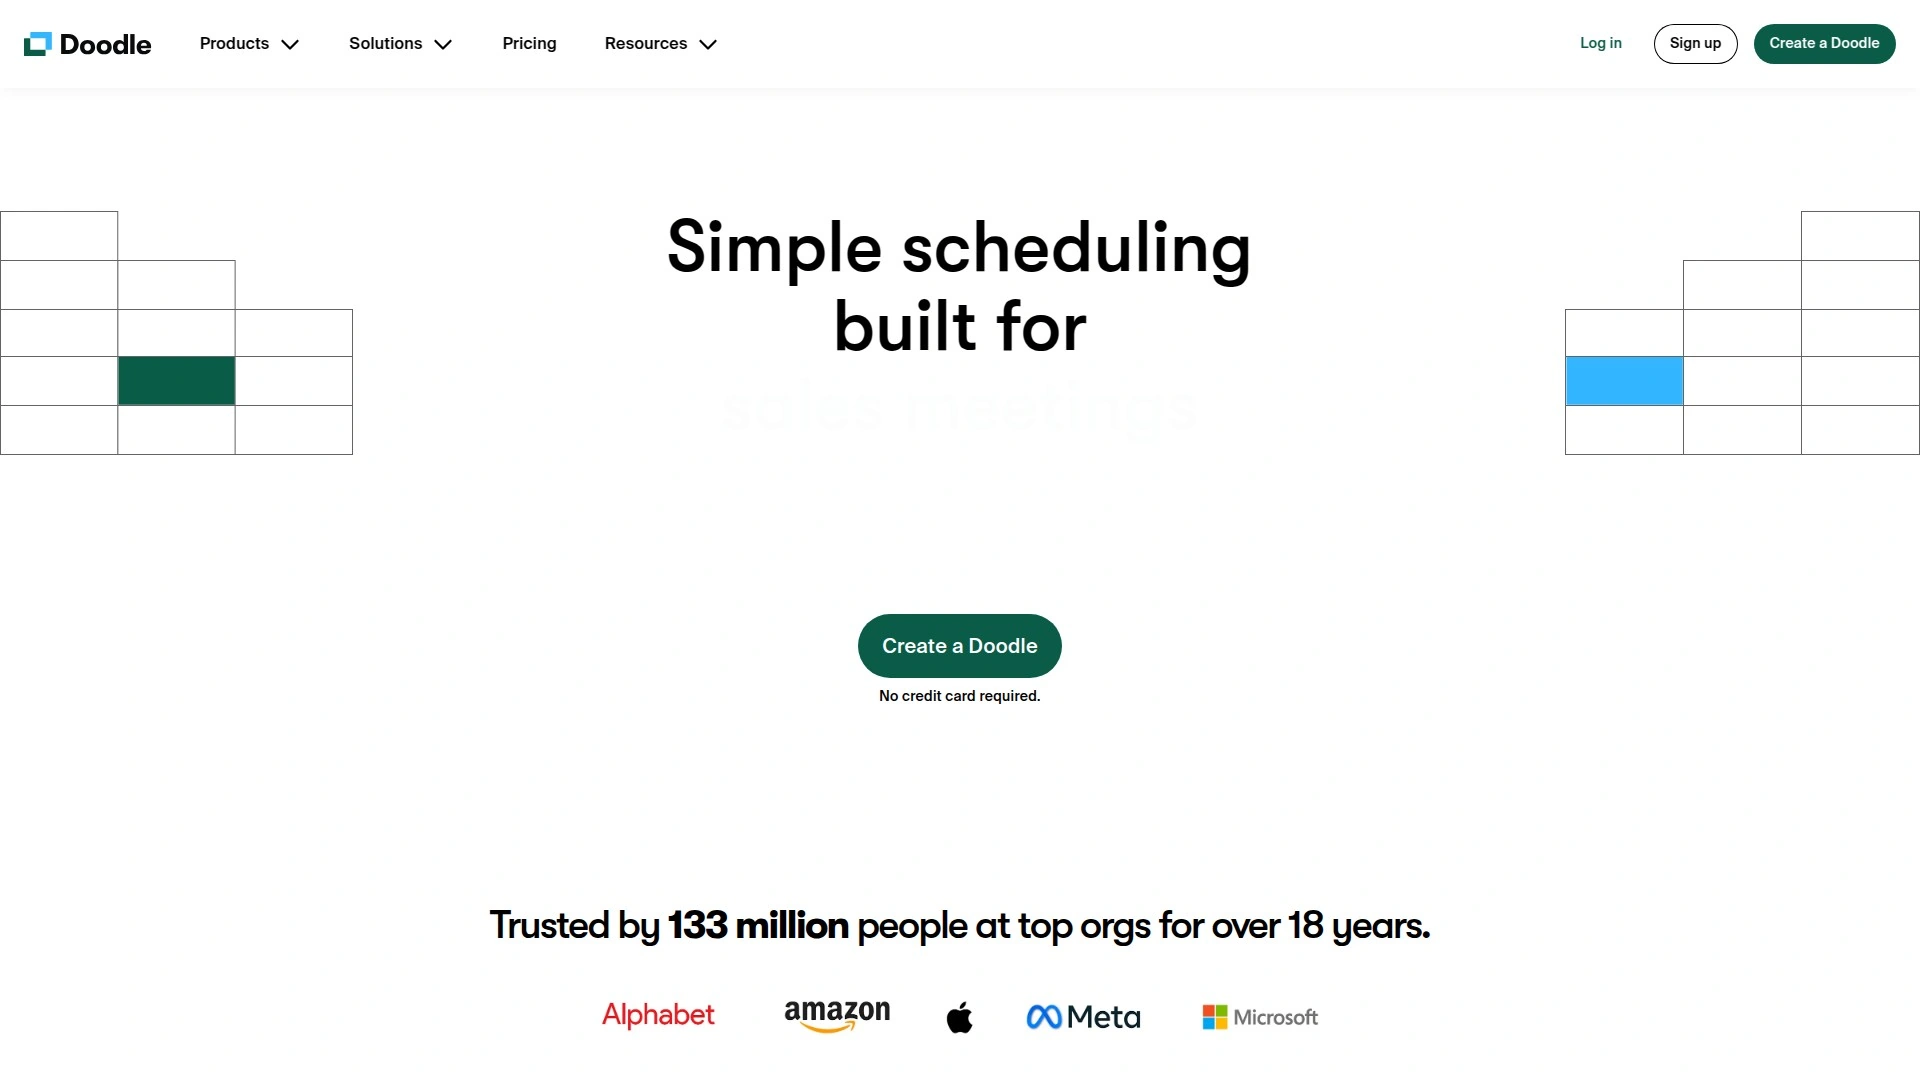 Doodle Products Solutions Pricing Resources Log in Sign up Create a Doodle
Simple scheduling
built for
sales meetings
Create a Doodle
No credit card required.
Trusted by 133 million people at top orgs for over 18 years.
Alphabet amazon Meta Microsoft